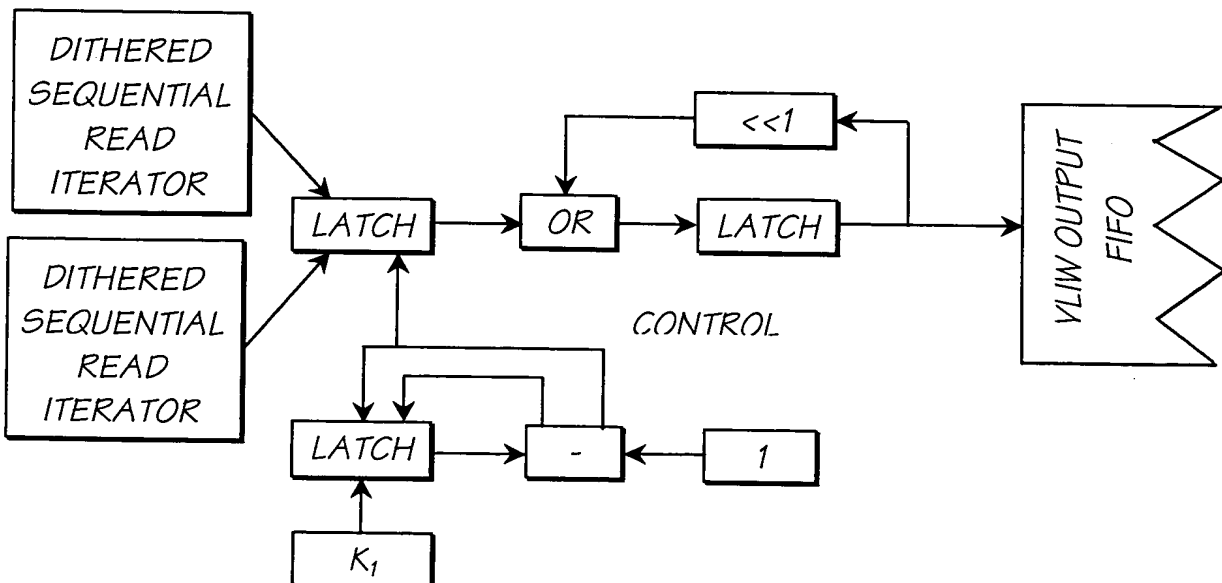 DITHERED
SEQUENTIAL
READ
ITERATOR
<<1
LATCH
OR
LATCH
VLIW OUTPUT
FIFO
DITHERED
SEQUENTIAL
READ
ITERATOR
CONTROL
LATCH
-
1
K₁